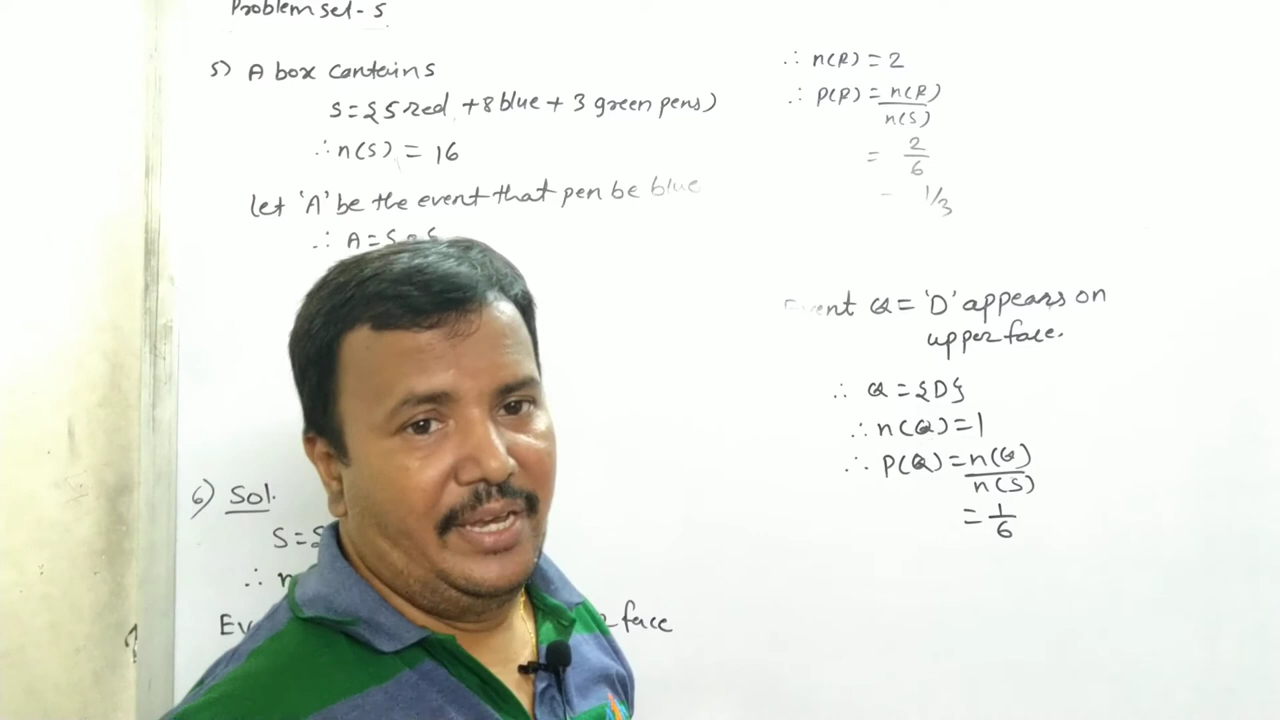 Problem set - 5
5) A box contains
S = { 5 red + 8 blue + 3 green pens )
∴ n(S) = 16
let 'A' be the event that pen be blue
∴ A = {
6) Sol.
S = {
∴ n
Ev
face
∴ n(R) = 2
∴ P(R) = n(R)
n(S)
= 2
6
= 1/3
Event Q = 'D' appears on
upper face.
∴ Q = { D }
∴ n(Q) = 1
∴ P(Q) = n(Q)
n(S)
= 1
6